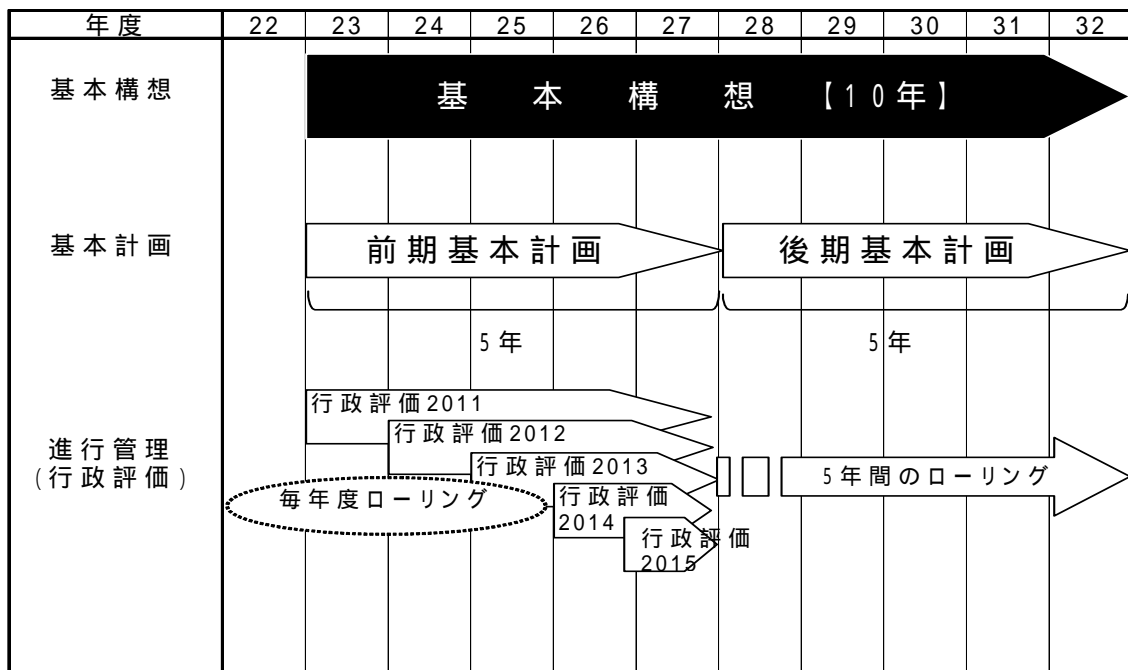 年度 22 23 24 25 26 27 28 29 30 31 32
基本構想
基本構想【10年】
基本計画
前期基本計画
後期基本計画
5年
5年
進行管理
(行政評価)
行政評価2011
行政評価2012
行政評価2013
行政評価
2014
行政評価
2015
毎年度ローリング
5年間のローリング